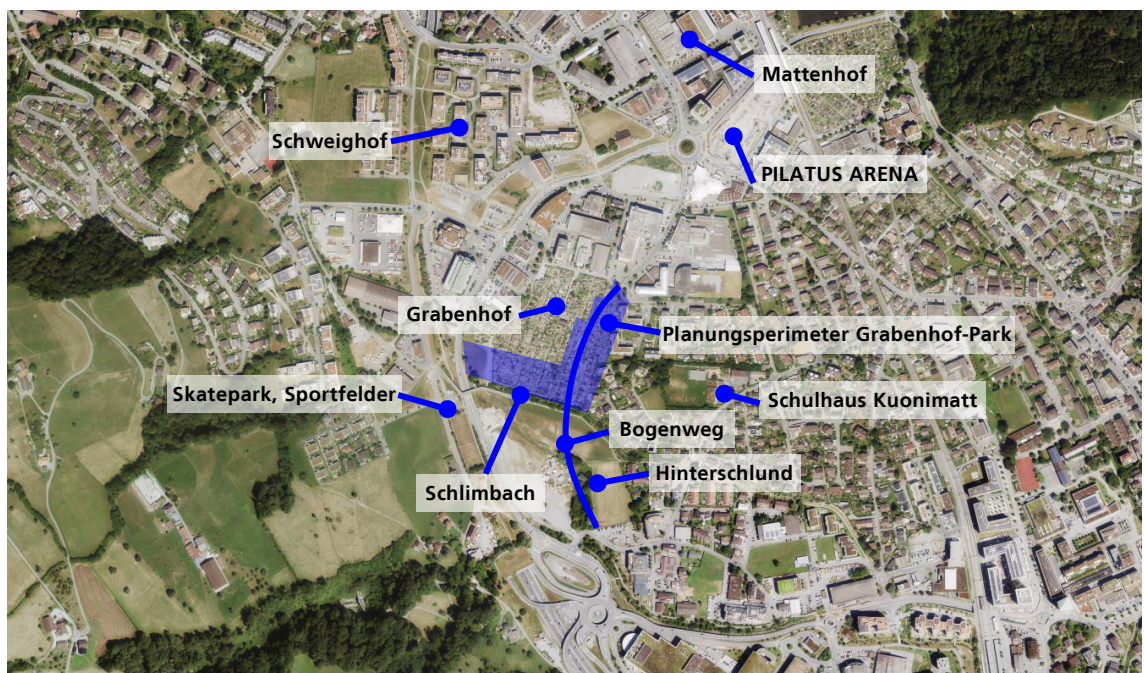 Mattenhof
Schweighof
PILATUS ARENA
Grabenhof
Planungsperimeter Grabenhof-Park
Skatepark, Sportfelder
Schulhaus Kuonimatt
Bogenweg
Hinterschlund
Schlimbach